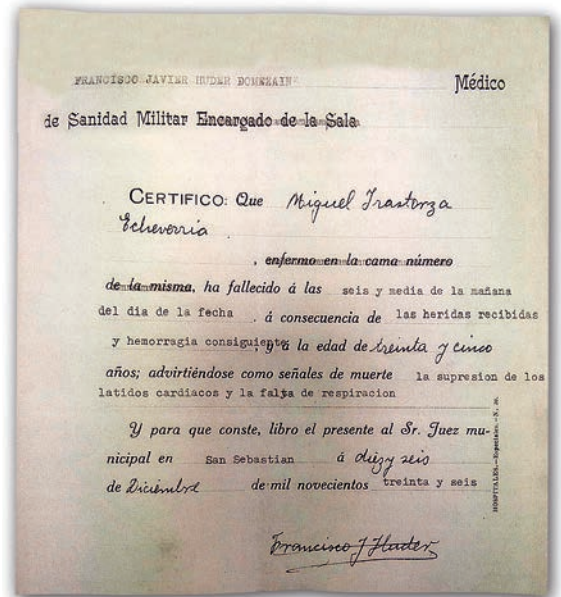 FRANCISCO JAVIER HUDER DOMEZAIN Médico
de Sanidad Militar Encargado de la Sala
CERTIFICO: Que Miguel Trastorza
Echeverria
, enfermo en la cama número
de la misma, ha fallecido á las seis y media de la mañana
del dia de la fecha , á consecuencia de las heridas recibidas
y hemorragia consiguiente, y á la edad de treinta y cinco
años; advirtiéndose como señales de muerte la supresion de los
latidos cardiacos y la falta de respiracion
Y para que conste, libro el presente al Sr. Juez mu-
nicipal en San Sebastian á diez y seis
de Diciembre de mil novecientos treinta y seis
Francisco J Huder
HOSPITALES.—Especiales.—N.